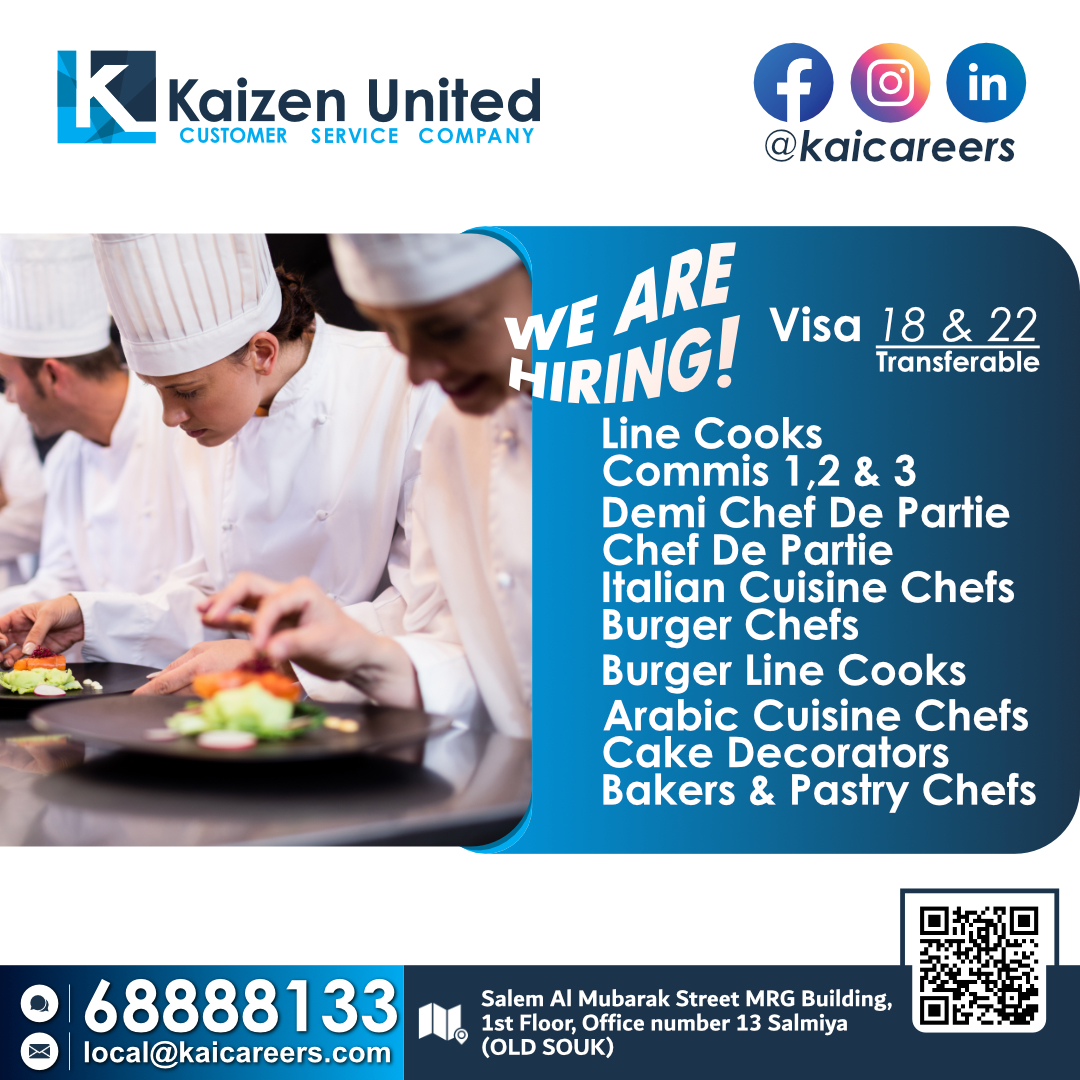 K
Kaizen United
CUSTOMER SERVICE COMPANY
@kaicareers
WE ARE
HIRING!
Visa 18 & 22
Transferable
Line Cooks
Commis 1,2 & 3
Demi Chef De Partie
Chef De Partie
Italian Cuisine Chefs
Burger Chefs
Burger Line Cooks
Arabic Cuisine Chefs
Cake Decorators
Bakers & Pastry Chefs
68888133
local@kaicareers.com
Salem Al Mubarak Street MRG Building,
1st Floor, Office number 13 Salmiya
(OLD SOUK)